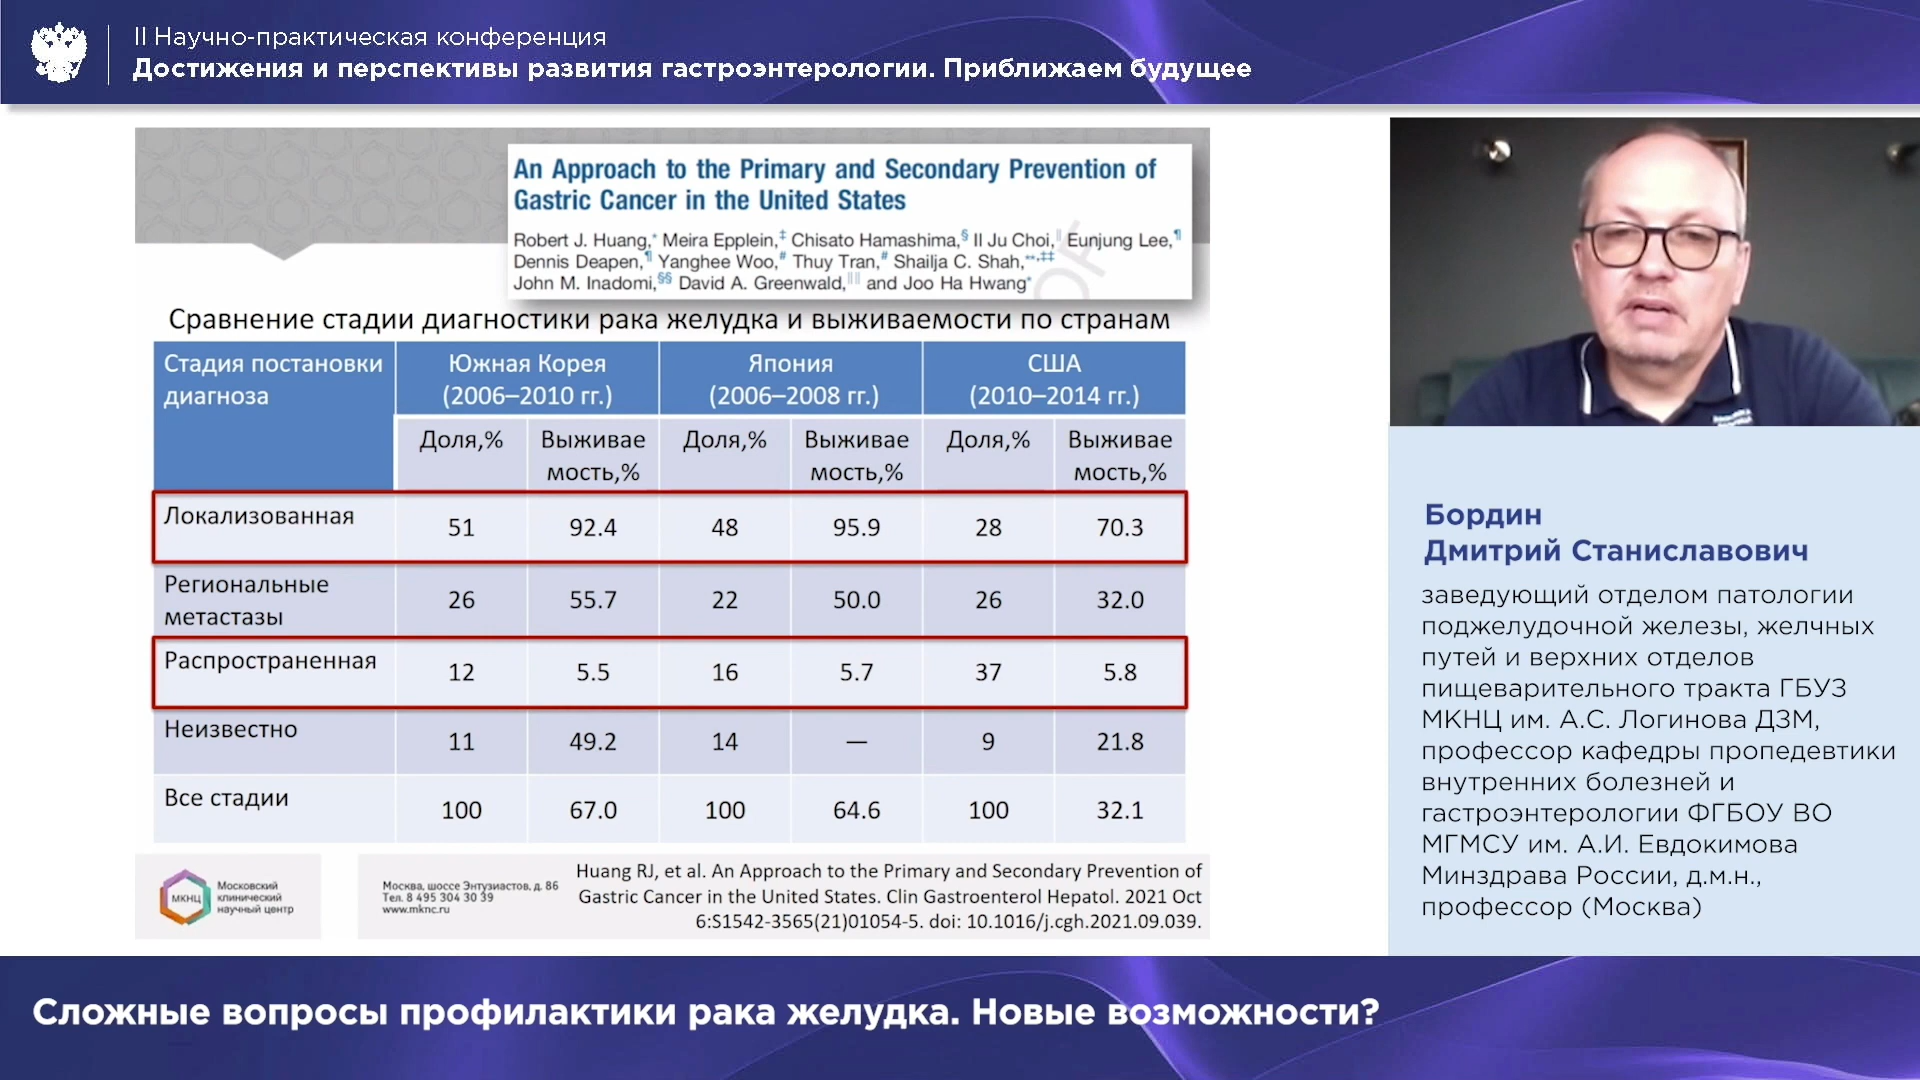 II Научно-практическая конференция
Достижения и перспективы развития гастроэнтерологии. Приближаем будущее
An Approach to the Primary and Secondary Prevention of
Gastric Cancer in the United States
Robert J. Huang,* Meira Epplein,‡ Chisato Hamashima,§ Il Ju Choi,|| Eunjung Lee,¶
Dennis Deapen,¶ Yanghee Woo,# Thuy Tran,# Shailja C. Shah,**,‡‡
John M. Inadomi,§§ David A. Greenwald,|||| and Joo Ha Hwang*
Сравнение стадии диагностики рака желудка и выживаемости по странам
Стадия постановки диагноза Южная Корея (2006–2010 гг.) Япония (2006–2008 гг.) США (2010–2014 гг.)
Доля,% Выживае мость,% Доля,% Выживае мость,% Доля,% Выживае мость,%
Локализованная 51 92.4 48 95.9 28 70.3
Региональные метастазы 26 55.7 22 50.0 26 32.0
Распространенная 12 5.5 16 5.7 37 5.8
Неизвестно 11 49.2 14 — 9 21.8
Все стадии 100 67.0 100 64.6 100 32.1
МКНЦ
Московский
клинический
научный центр
Москва, шоссе Энтузиастов, д. 86
Тел. 8 495 304 30 39
www.mknc.ru
Huang RJ, et al. An Approach to the Primary and Secondary Prevention of
Gastric Cancer in the United States. Clin Gastroenterol Hepatol. 2021 Oct
6:S1542-3565(21)01054-5. doi: 10.1016/j.cgh.2021.09.039.
Бордин
Дмитрий Станиславович
заведующий отделом патологии
поджелудочной железы, желчных
путей и верхних отделов
пищеварительного тракта ГБУЗ
МКНЦ им. А.С. Логинова ДЗМ,
профессор кафедры пропедевтики
внутренних болезней и
гастроэнтерологии ФГБОУ ВО
МГМСУ им. А.И. Евдокимова
Минздрава России, д.м.н.,
профессор (Москва)
Сложные вопросы профилактики рака желудка. Новые возможности?